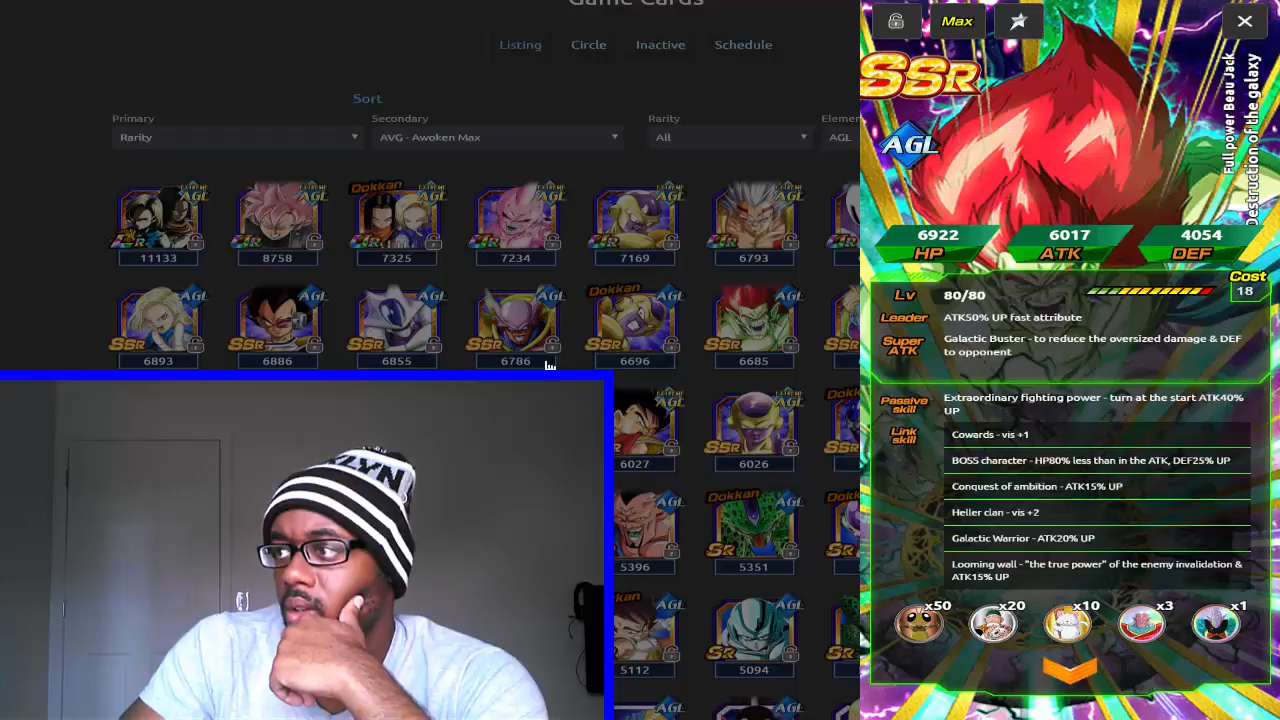 Game Cards
Listing Circle Inactive Schedule
Sort
Primary Secondary Rarity Elemen
Rarity AVG - Awoken Max All AGL
11133 8758 7325 7234 7169 6793
6893 6886 6855 6786 6696 6685
6027 6026
5396 5351
5112 5094
Max
SSR
AGL
Full power Beau Jack
Destruction of the galaxy
6922 6017 4054
HP ATK DEF
Cost
18
Lv 80/80
Leader ATK50% UP fast attribute
Super ATK Galactic Buster - to reduce the oversized damage & DEF
to opponent
Passive skill Extraordinary fighting power - turn at the start ATK40%
UP
Link skill
Cowards - vis +1
BOSS character - HP80% less than in the ATK, DEF25% UP
Conquest of ambition - ATK15% UP
Heller clan - vis +2
Galactic Warrior - ATK20% UP
Looming wall - "the true power" of the enemy invalidation &
ATK15% UP
x50 x20 x10 x3 x1